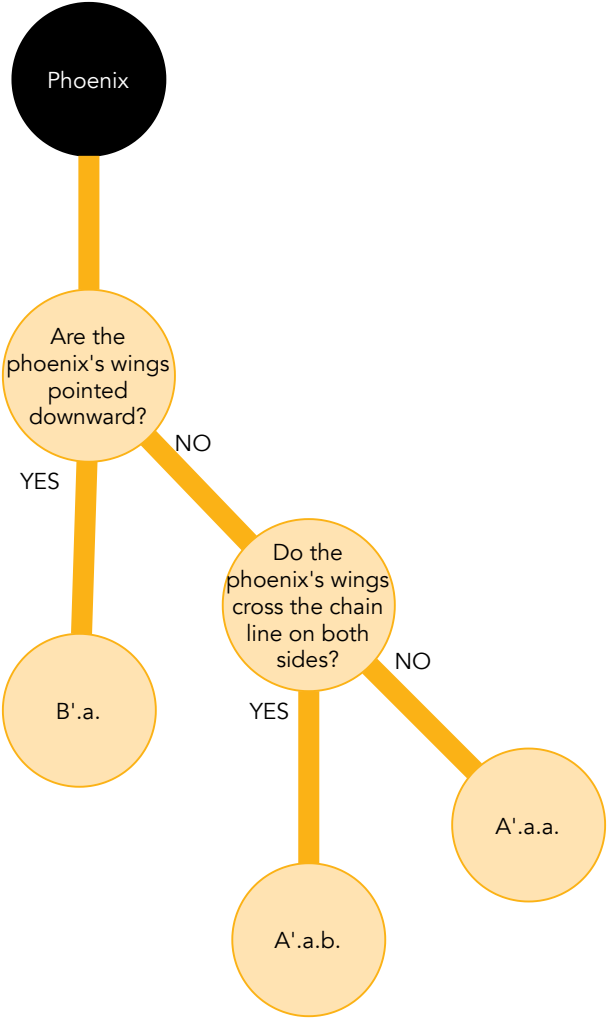 Phoenix
Are the
phoenix's wings
pointed
downward?
NO
YES
Do the
phoenix's wings
cross the chain
line on both
sides?
NO
YES
B'.a.
A'.a.a.
A'.a.b.